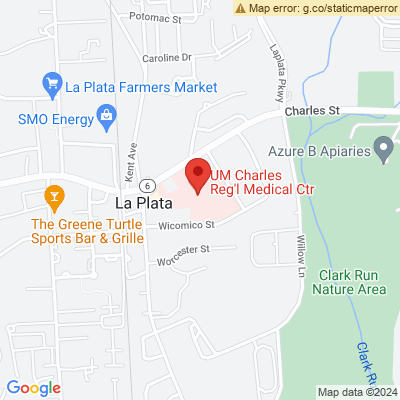 Map error: g.co/staticmaperror
Potomac St
Caroline Dr
Laplata Pkwy
La Plata Farmers Market
Charles St
SMO Energy
Kent Ave
Azure B Apiaries
6
UM Charles
Reg'l Medical Ctr
La Plata
The Greene Turtle
Sports Bar & Grille
Wicomico St
Worcester St
Willow Ln
Clark Run
Nature Area
Clark Run
Google
Map data ©2024